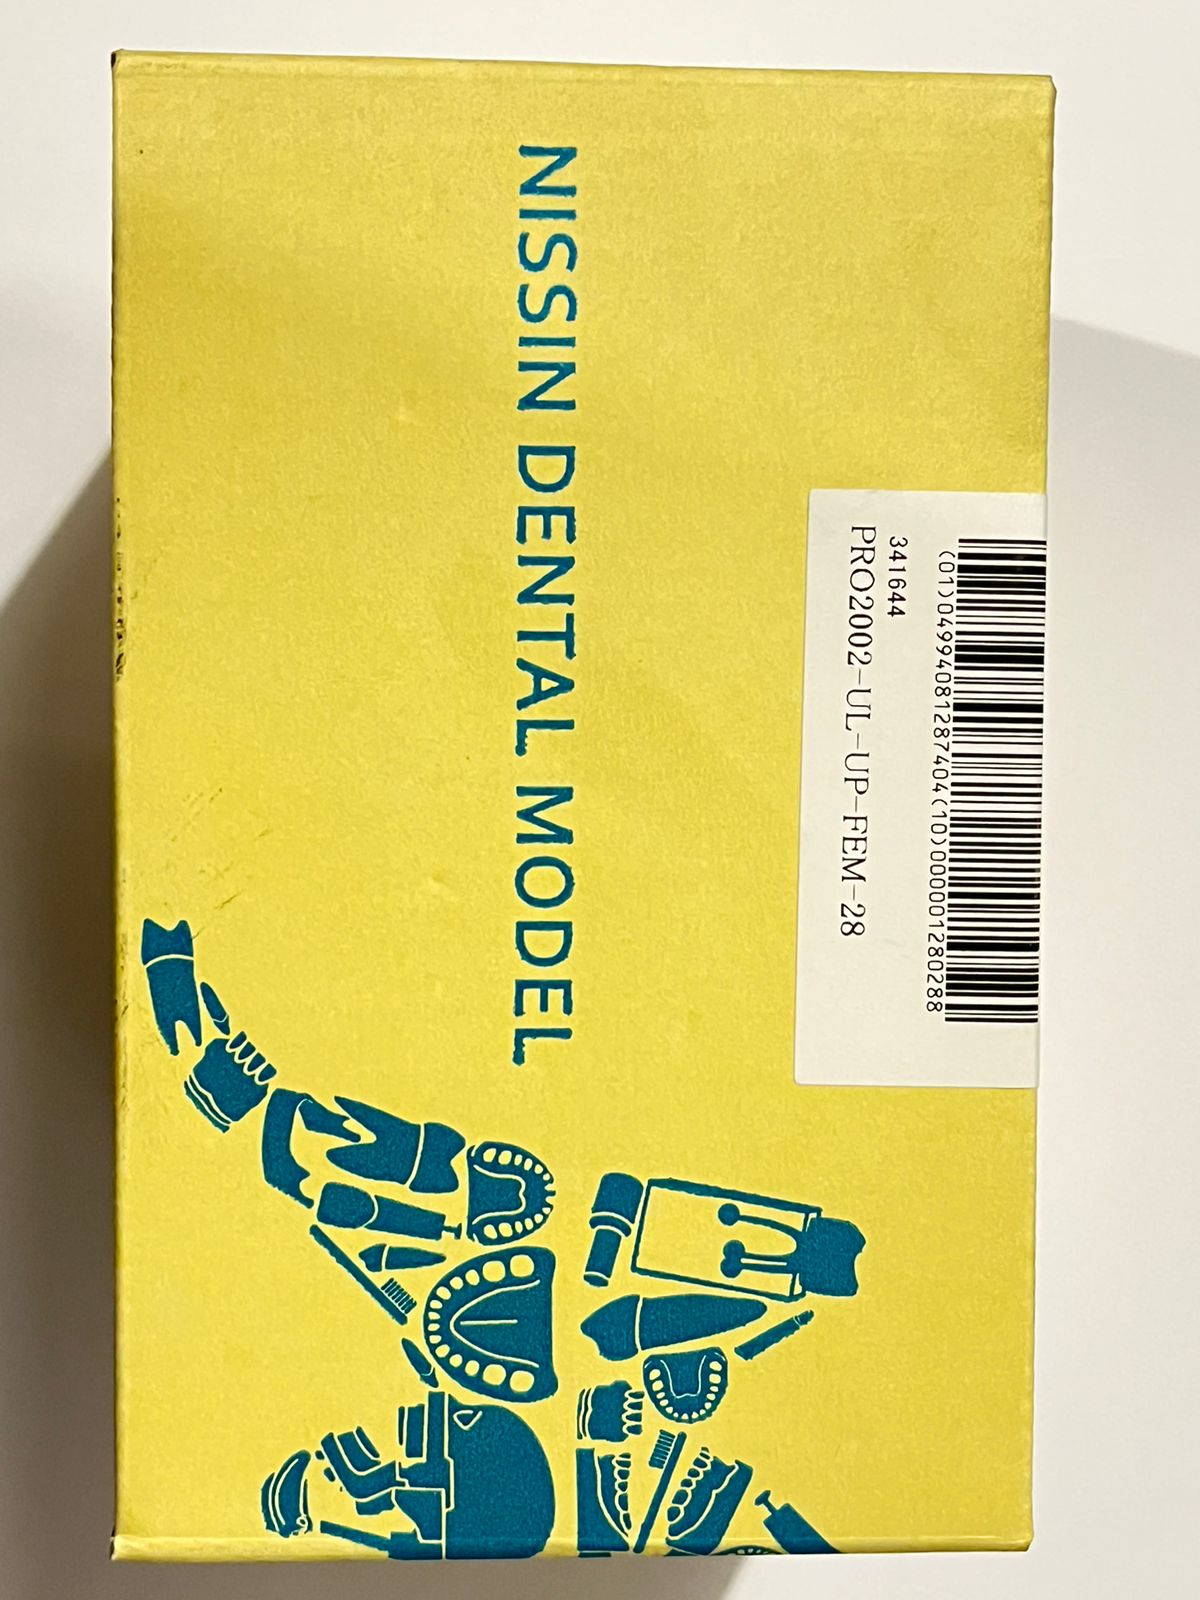 (01)04994081287404(10)000001280288
341644
PRO2002-UL-UP-FEM-28
NISSIN DENTAL MODEL